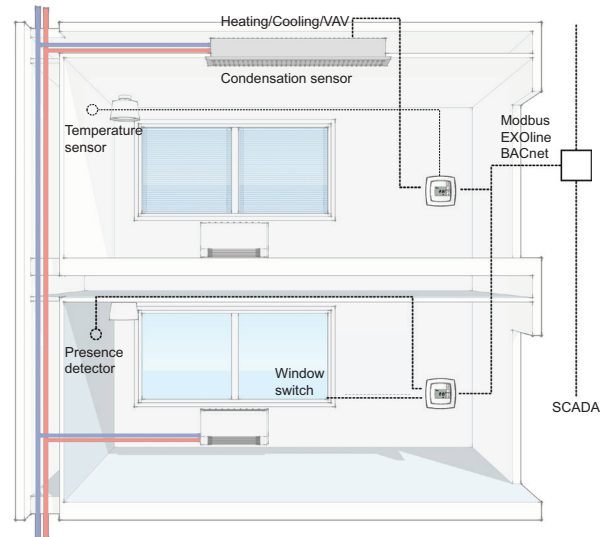 Heating/Cooling/VAV
Condensation sensor
Temperature
sensor
Modbus
EXOline
BACnet
Presence
detector
Window
switch
SCADA